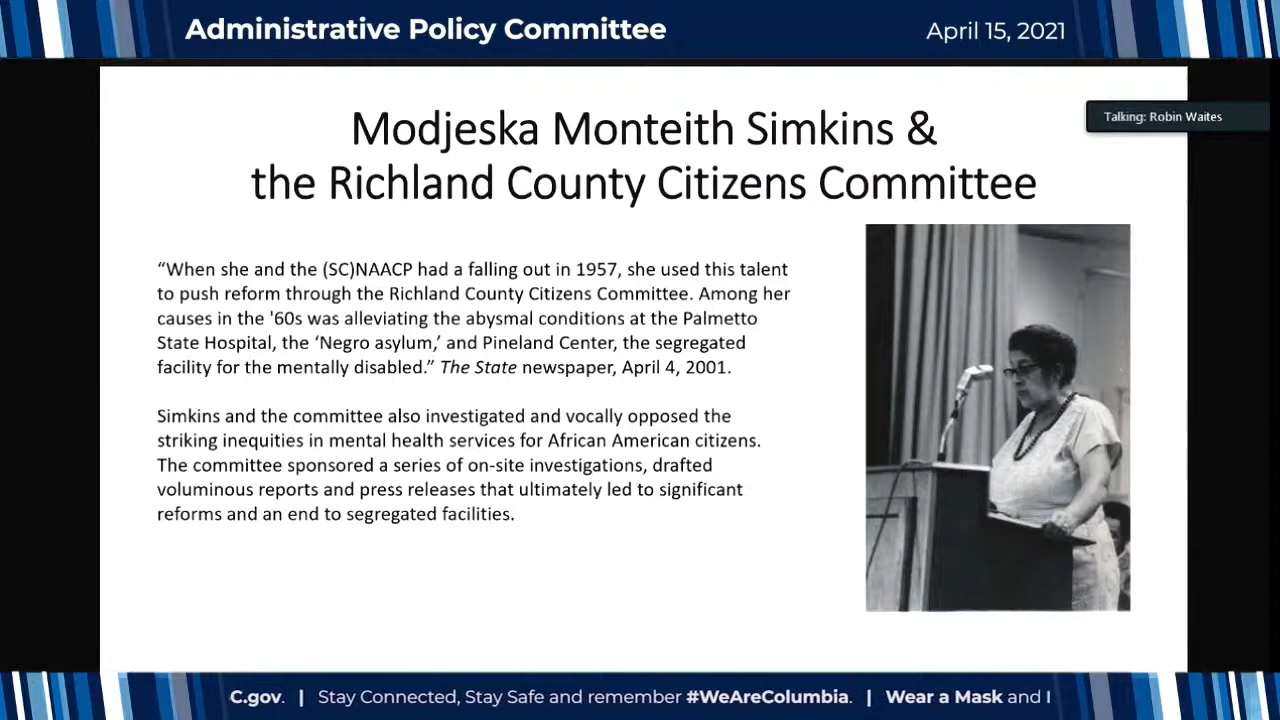 Administrative Policy Committee
April 15, 2021
Talking: Robin Waites
Modjeska Monteith Simkins &
the Richland County Citizens Committee
“When she and the (SC)NAACP had a falling out in 1957, she used this talent
to push reform through the Richland County Citizens Committee. Among her
causes in the '60s was alleviating the abysmal conditions at the Palmetto
State Hospital, the ‘Negro asylum,’ and Pineland Center, the segregated
facility for the mentally disabled.” The State newspaper, April 4, 2001.
Simkins and the committee also investigated and vocally opposed the
striking inequities in mental health services for African American citizens.
The committee sponsored a series of on-site investigations, drafted
voluminous reports and press releases that ultimately led to significant
reforms and an end to segregated facilities.
C.gov. | Stay Connected, Stay Safe and remember #WeAreColumbia. | Wear a Mask and